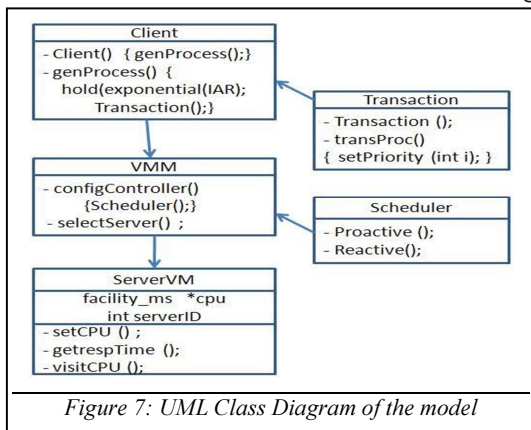 Client
- Client() { genProcess();}
- genProcess() {
hold(exponential(IAR);
Transaction();}
Transaction
- Transaction ();
- transProc()
{ setPriority (int i); }
VMM
- configController()
{Scheduler();}
- selectServer() ;
Scheduler
- Proactive ();
- Reactive();
ServerVM
facility_ms *cpu
int serverID
- setCPU () ;
- getrespTime ();
- visitCPU();
Figure 7: UML Class Diagram of the model